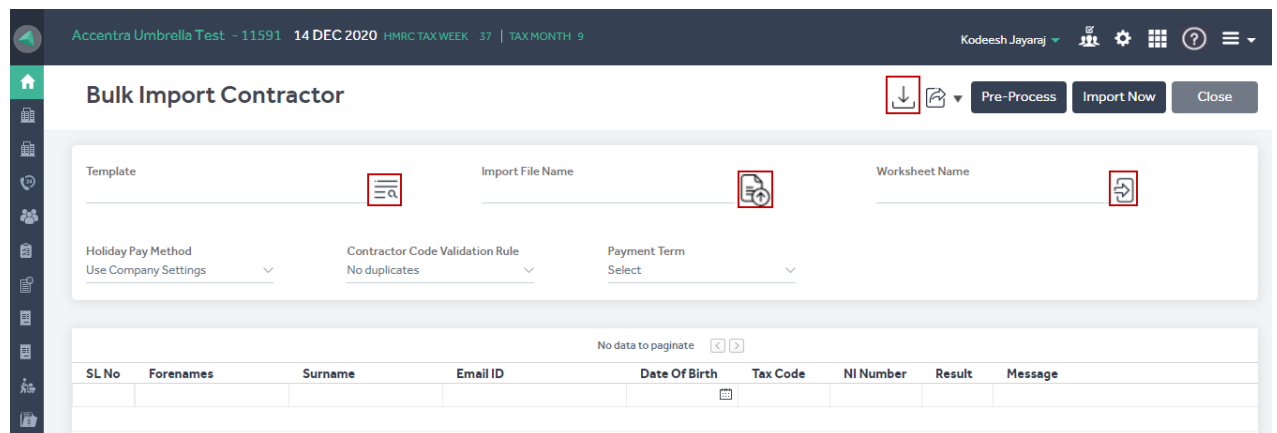 Accentra Umbrella Test - 11591 14 DEC 2020 HMRC TAX WEEK 37 | TAX MONTH 9 Kodeesh Jayaraj
Bulk Import Contractor Pre-Process Import Now Close
Template Import File Name Worksheet Name
Holiday Pay Method Contractor Code Validation Rule Payment Term
Use Company Settings No duplicates Select
No data to paginate
SL No Forenames Surname Email ID Date Of Birth Tax Code NI Number Result Message